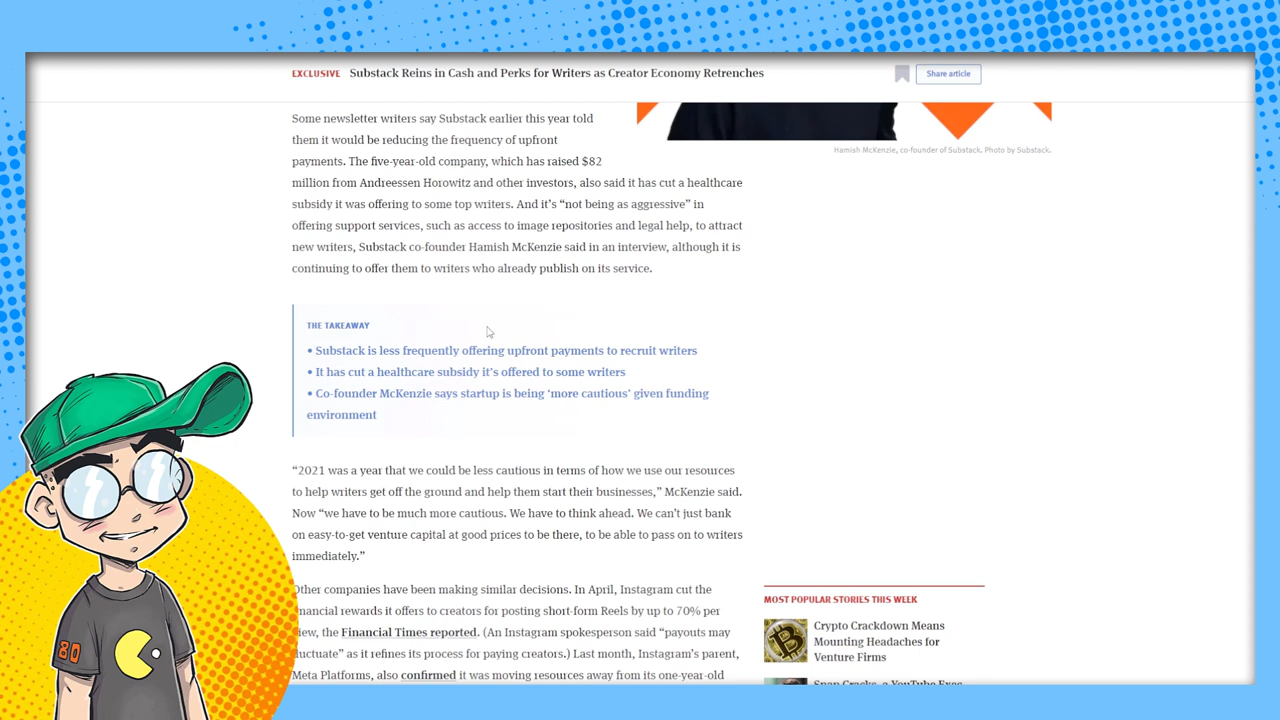 EXCLUSIVE Substack Reins in Cash and Perks for Writers as Creator Economy Retrenches
Share article
Some newsletter writers say Substack earlier this year told
them it would be reducing the frequency of upfront
payments. The five-year-old company, which has raised $82
million from Andreessen Horowitz and other investors, also said it has cut a healthcare
subsidy it was offering to some top writers. And it’s “not being as aggressive” in
offering support services, such as access to image repositories and legal help, to attract
new writers, Substack co-founder Hamish McKenzie said in an interview, although it is
continuing to offer them to writers who already publish on its service.
Hamish McKenzie, co-founder of Substack. Photo by Substack.
THE TAKEAWAY
• Substack is less frequently offering upfront payments to recruit writers
• It has cut a healthcare subsidy it’s offered to some writers
• Co-founder McKenzie says startup is being ‘more cautious’ given funding
environment
“2021 was a year that we could be less cautious in terms of how we use our resources
to help writers get off the ground and help them start their businesses,” McKenzie said.
Now “we have to be much more cautious. We have to think ahead. We can’t just bank
on easy-to-get venture capital at good prices to be there, to be able to pass on to writers
immediately.”
Other companies have been making similar decisions. In April, Instagram cut the
financial rewards it offers to creators for posting short-form Reels by up to 70% per
view, the Financial Times reported. (An Instagram spokesperson said “payouts may
fluctuate” as it refines its process for paying creators.) Last month, Instagram’s parent,
Meta Platforms, also confirmed it was moving resources away from its one-year-old
MOST POPULAR STORIES THIS WEEK
Crypto Crackdown Means
Mounting Headaches for
Venture Firms
Snap Cracks, a YouTube Exec
80